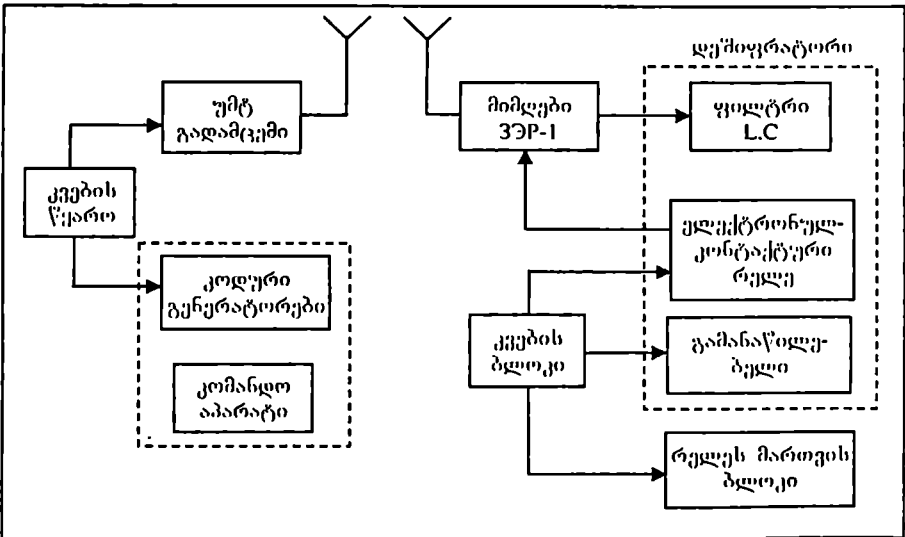 დეშიფრატორი
უმტ
გადამცემი
მიმღები
ЗЭР-1
ფილტრი
L.C
კვების
წყარო
ელექტრონულ-
კონტაქტური
რელე
კოდური
გენერატორები
კვების
ბლოკი
გამანაწილე-
ბელი
კომანდო
აპარატი
რელეს მართვის
ბლოკი